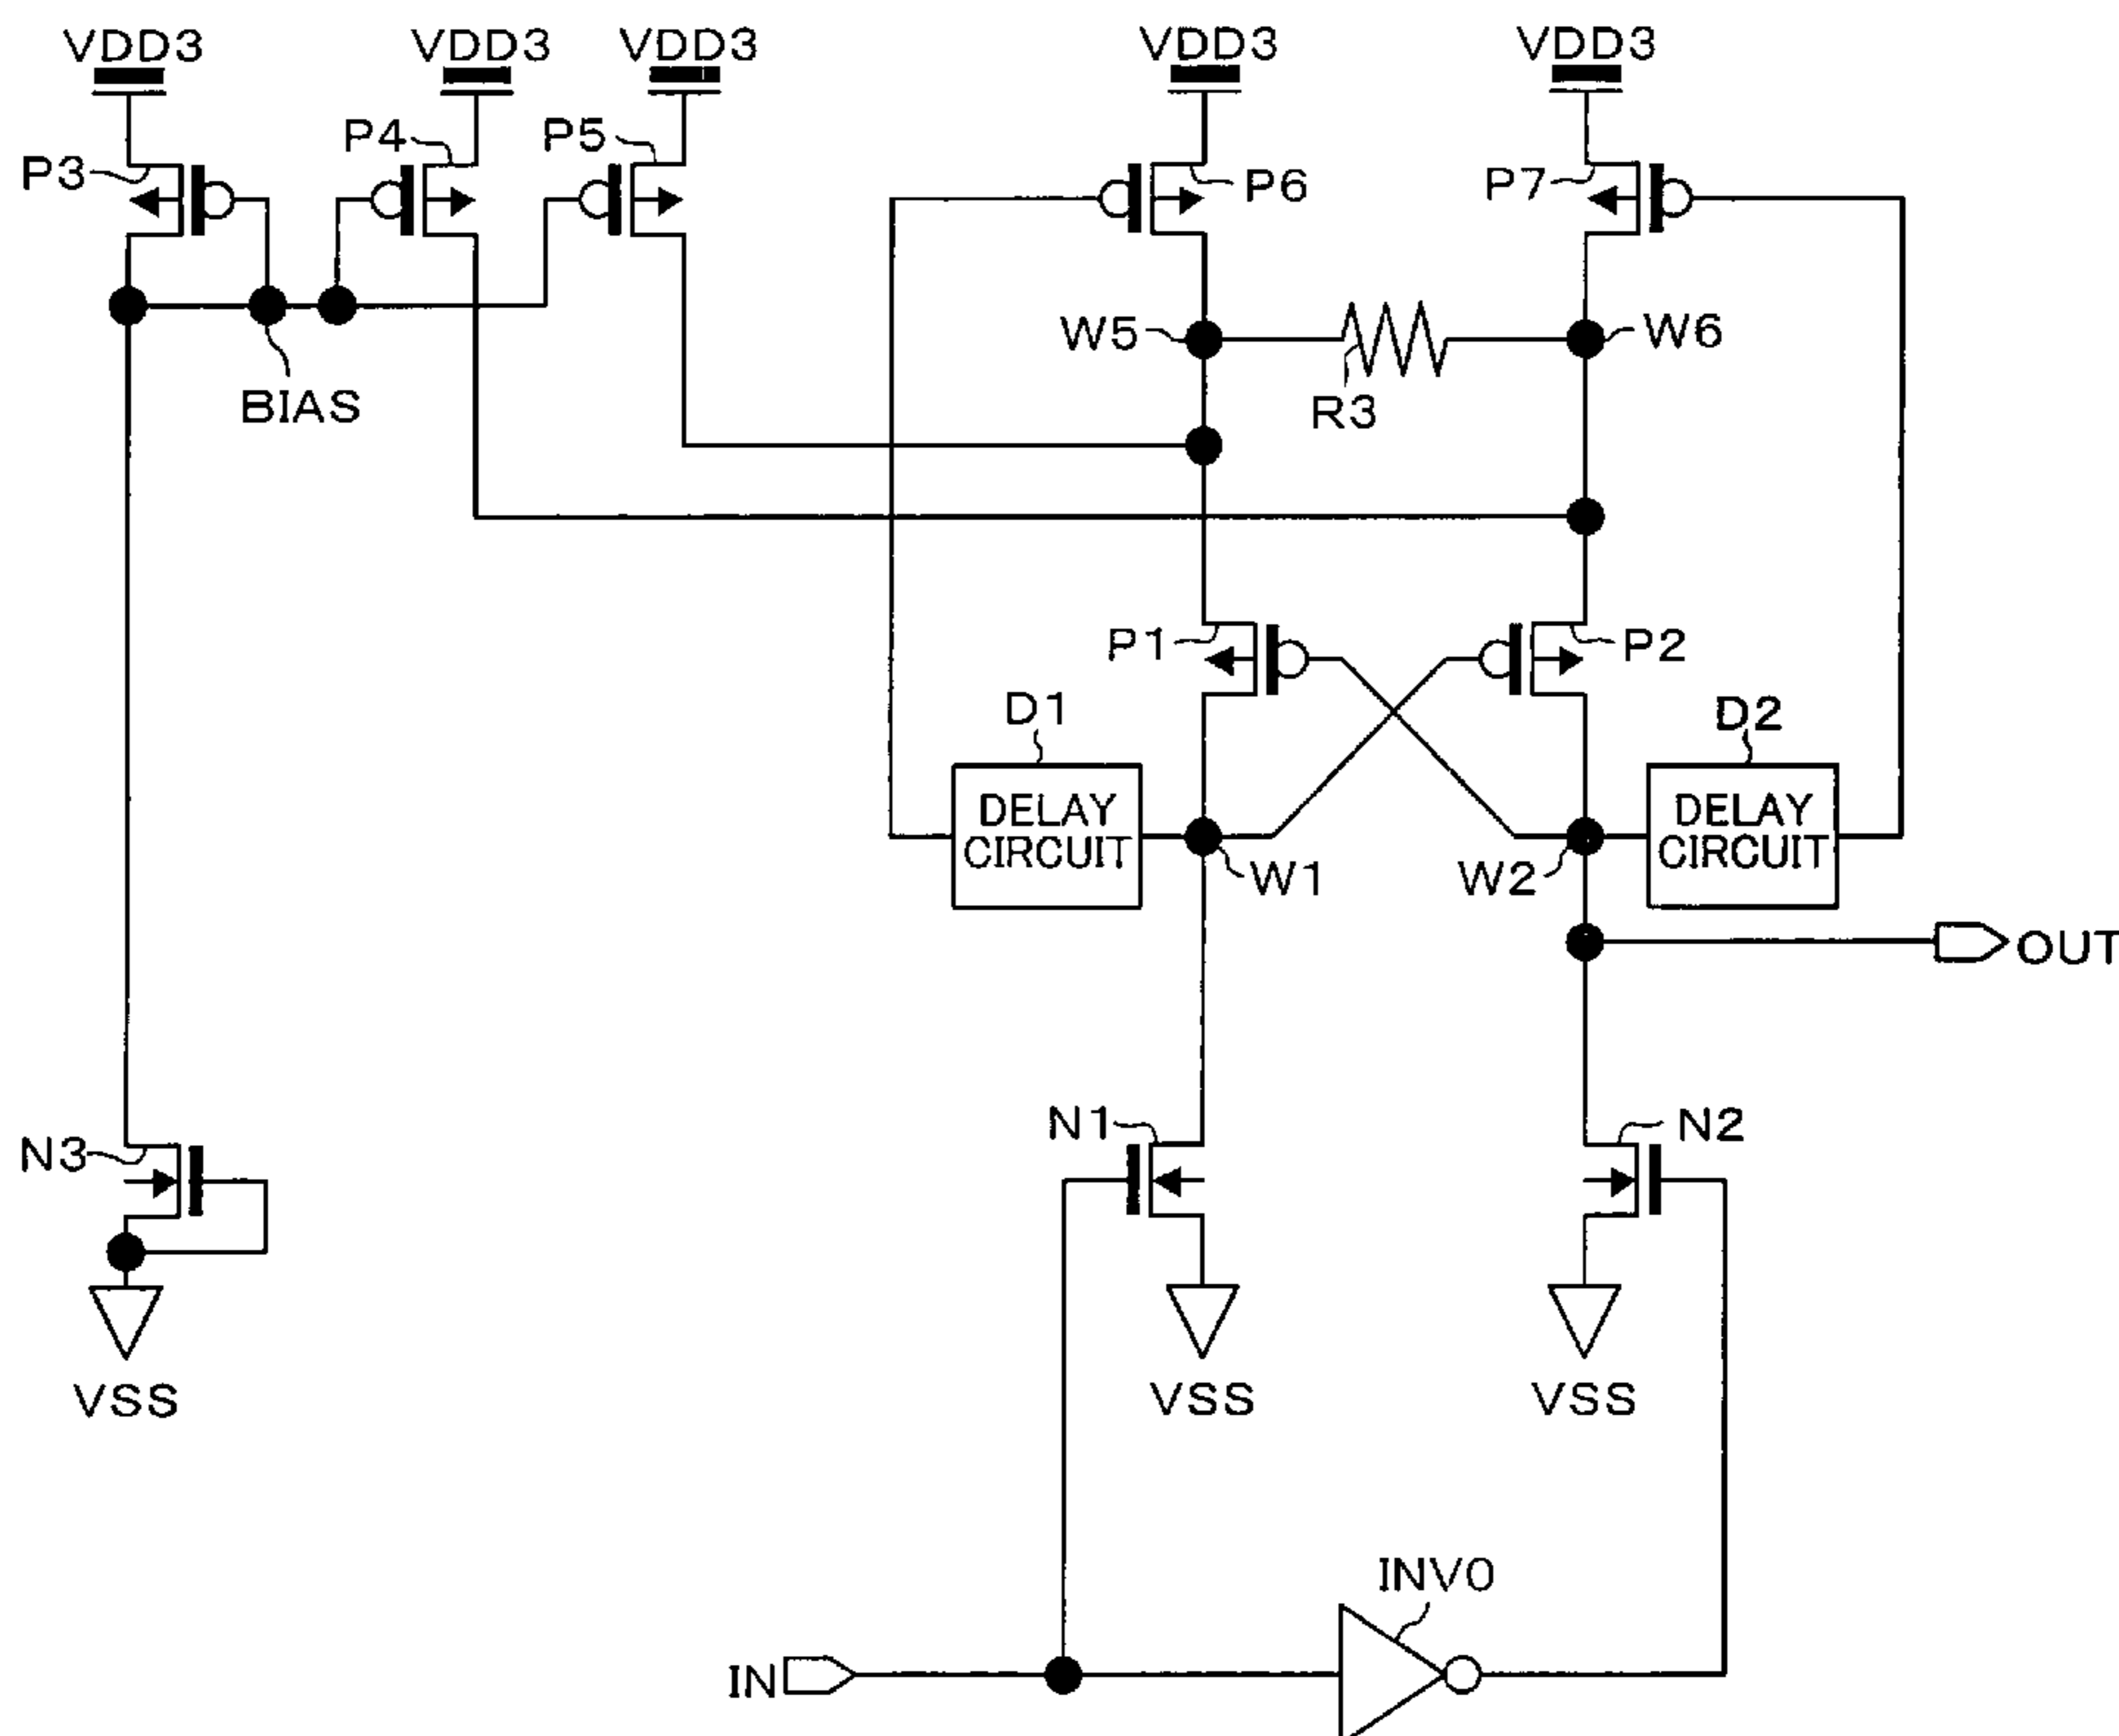 VDD3 VDD3 VDD3 VDD3 VDD3
P3 P4 P5 P6 P7
W5 W6
R3
BIAS
P1 P2
D1 D2
DELAY DELAY
CIRCUIT CIRCUIT
W1 W2
OUT
N3 N1 N2
VSS VSS VSS
INV0
IN